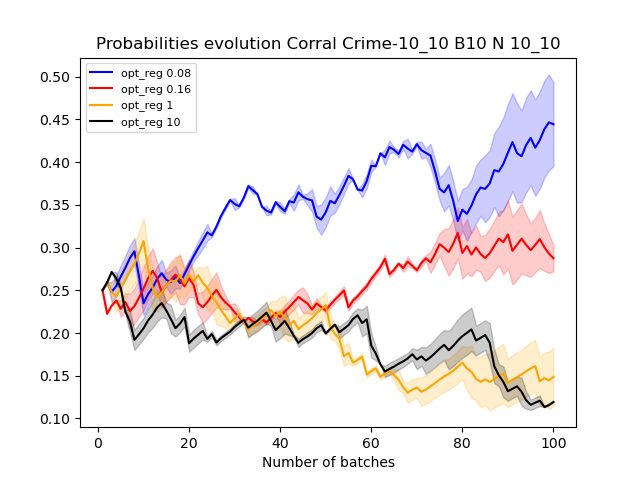 Probabilities evolution Corral Crime-10_10 B10 N 10_10
opt_reg 0.08
opt_reg 0.16
opt_reg 1
opt_reg 10
0.50
0.45
0.40
0.35
0.30
0.25
0.20
0.15
0.10
0 20 40 60 80 100
Number of batches